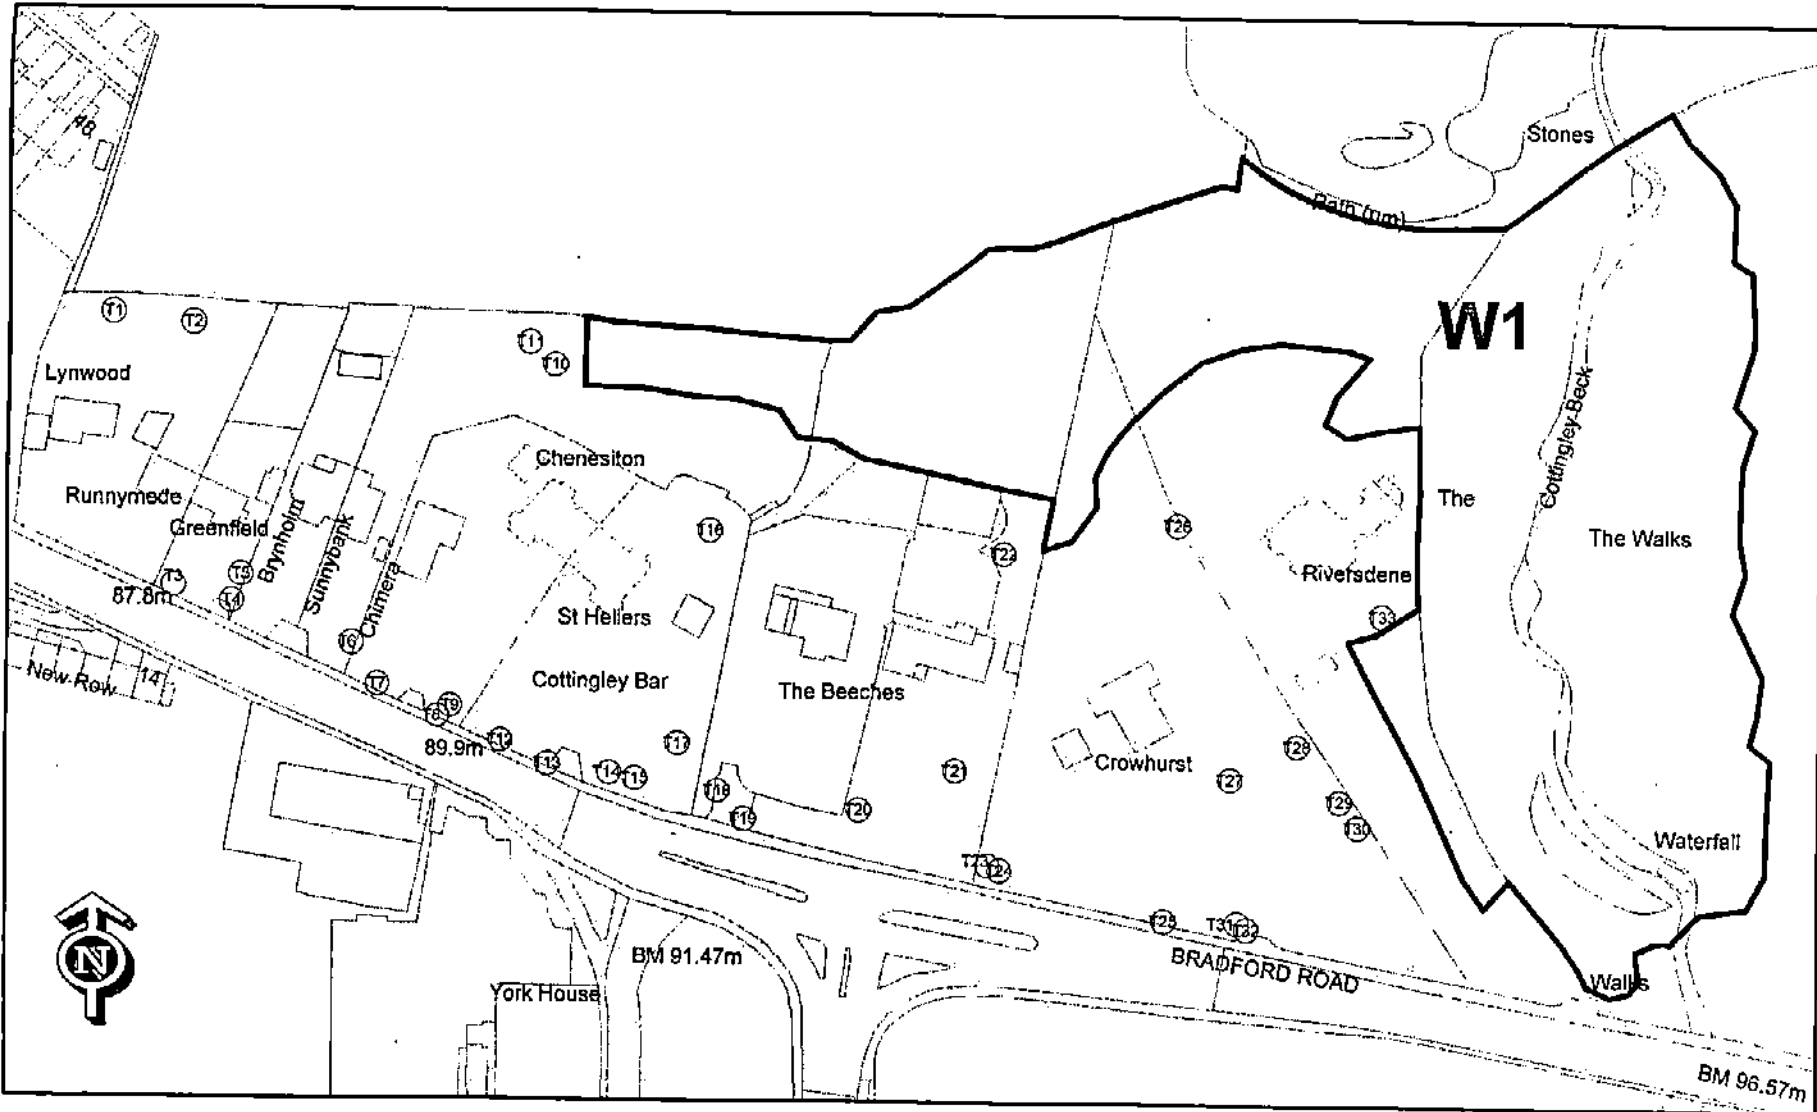 48
Stones
Path (um)
T1
T2
W1
T11
T10
Lynwood
Cottingley Beck
Chenesiton
Runnymede
The
Greenfield
Brynholm
T16
T26
The Walks
Sunnybank
T22
Riversdene
T3
T5
87.8m
T4
Chimera
St Heliers
T33
T6
New Row
14
T7
Cottingley Bar
The Beeches
T8
T9
89.9m
T12
T17
T28
T13
T14
T15
T21
Crowhurst
T27
T18
T19
T20
T29
T30
Waterfall
T23
T24
T25
T31
T32
N
BM 91.47m
BRADFORD ROAD
York House
Walks
BM 96.57m